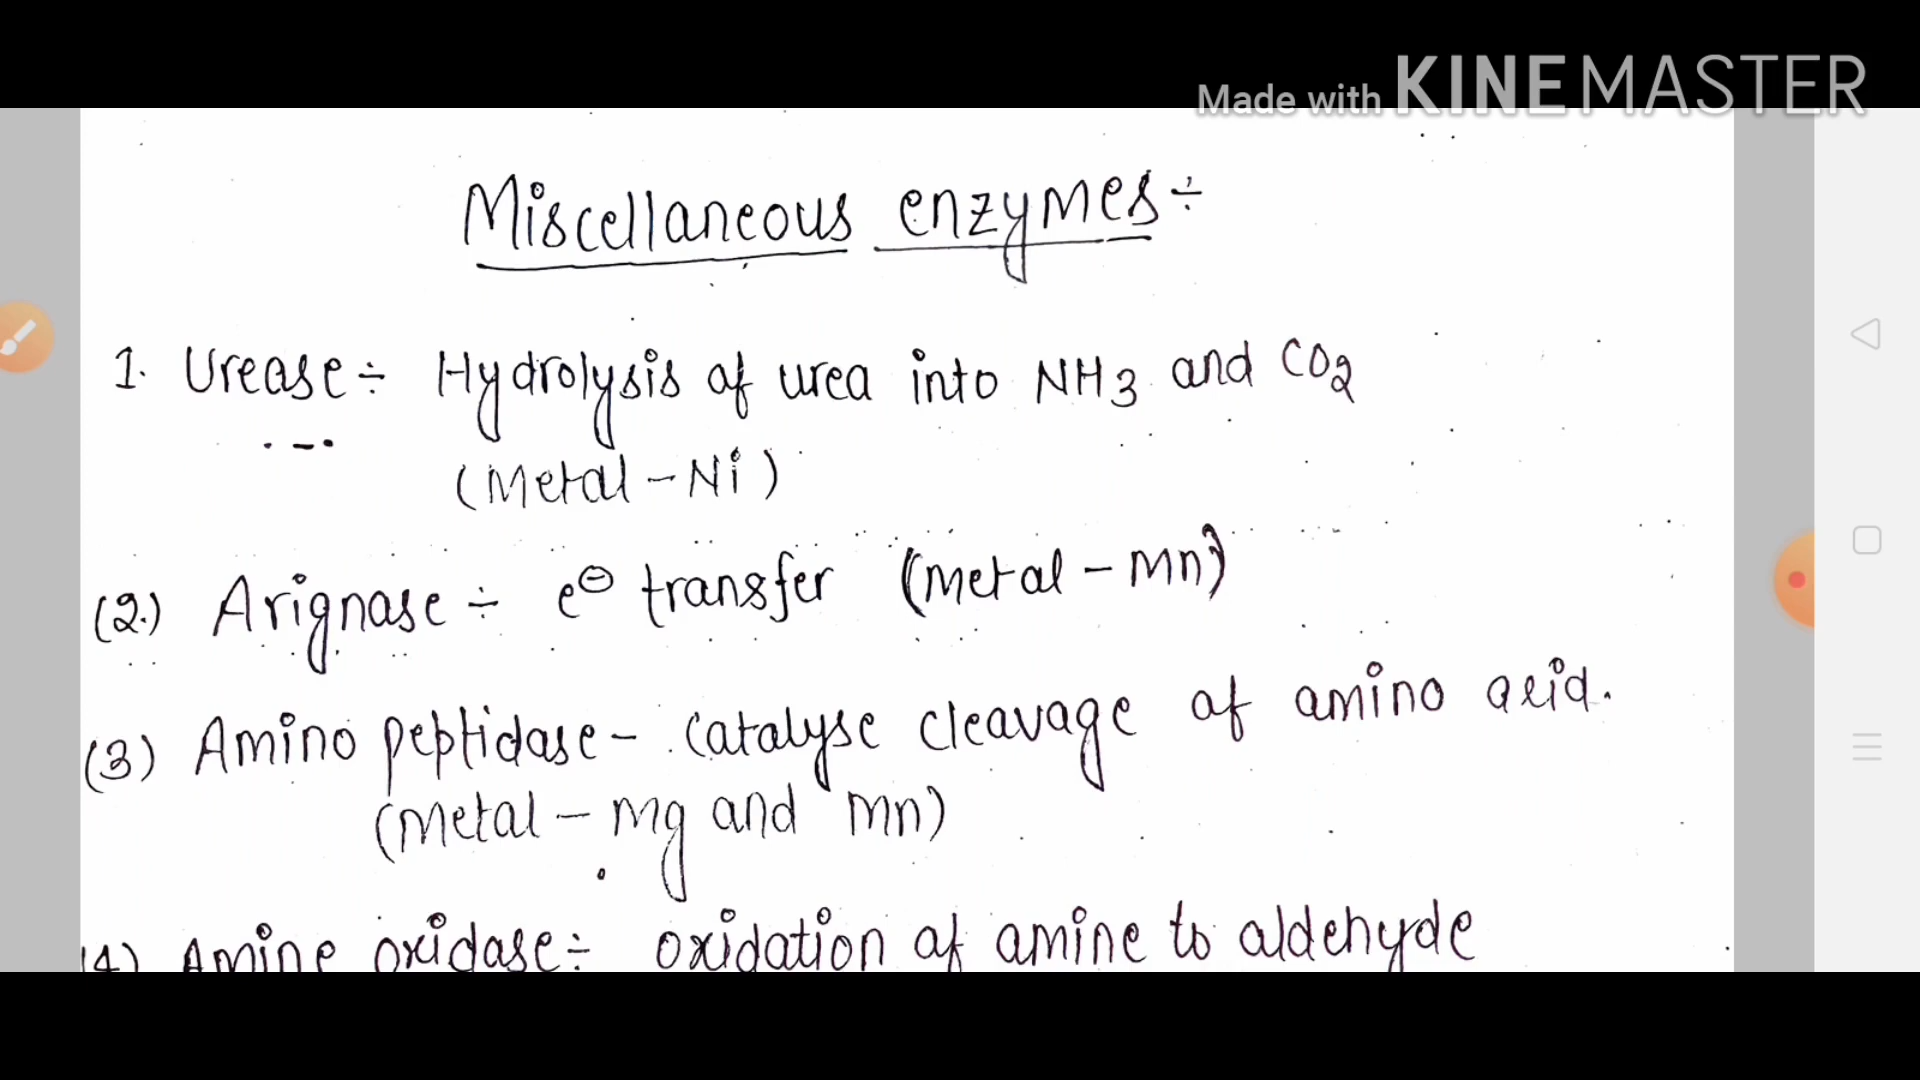 Made with KINEMASTER
Miscellaneous enzymes÷
1. Urease÷ Hydrolysis of urea into NH3 and CO2
(Metal-Ni)
(2.) Arignase÷ e⊖ transfer (metal-mn)
(3) Amino peptidase- catalyse cleavage of amino acid.
(metal-mg and mn)
(4) Amine oxidase÷ oxidation of amine to aldehyde